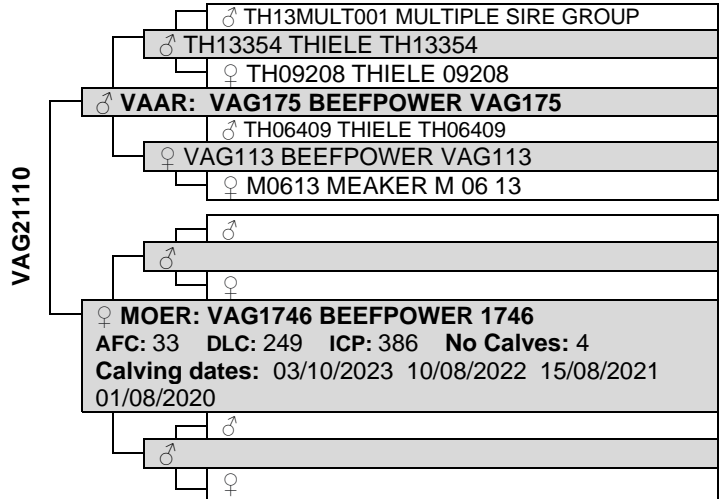 ♂ TH13MULT001 MULTIPLE SIRE GROUP
♂ TH13354 THIELE TH13354
♀ TH09208 THIELE 09208
♂ VAAR: VAG175 BEEFPOWER VAG175
♂ TH06409 THIELE TH06409
♀ VAG113 BEEFPOWER VAG113
♀ M0613 MEAKER M 06 13
VAG21110
♂
♂
♀
♀ MOER: VAG1746 BEEFPOWER 1746
AFC: 33 DLC: 249 ICP: 386 No Calves: 4
Calving dates: 03/10/2023 10/08/2022 15/08/2021
01/08/2020
♂
♂
♀